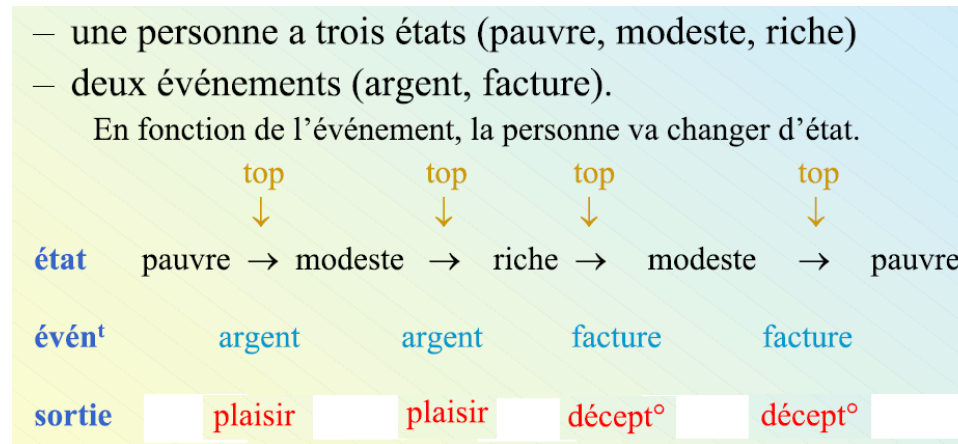 – une personne a trois états (pauvre, modeste, riche)
– deux événements (argent, facture).
En fonction de l’événement, la personne va changer d’état.
top top top top
↓ ↓ ↓ ↓
état pauvre → modeste → riche → modeste → pauvre
événᵗ argent argent facture facture
sortie plaisir plaisir décept° décept°